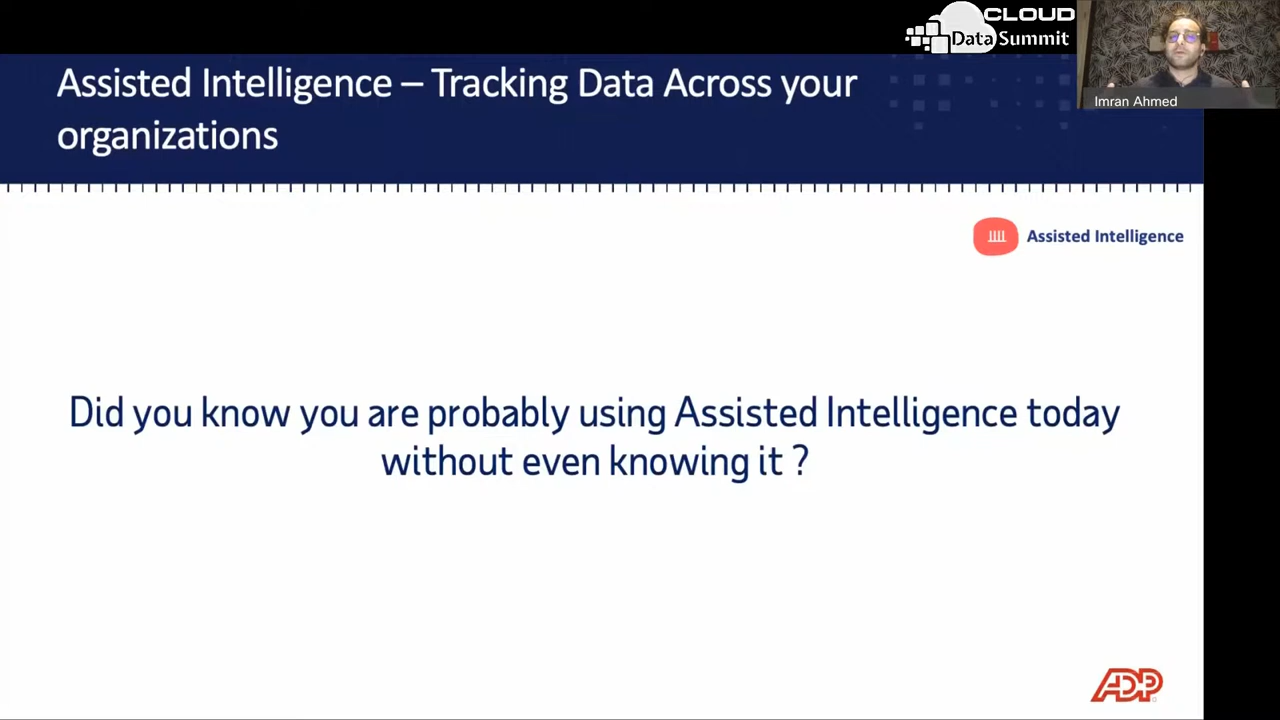 CLOUD
Data Summit
Imran Ahmed
Assisted Intelligence – Tracking Data Across your
organizations
Assisted Intelligence
Did you know you are probably using Assisted Intelligence today
without even knowing it ?
ADP